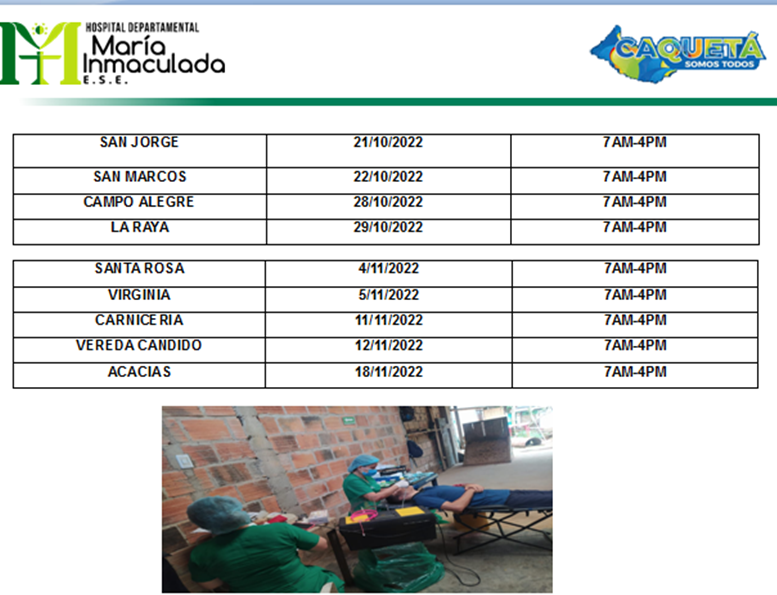 HOSPITAL DEPARTAMENTAL
María
Inmaculada
E.S.E.
CAQUETÁ
SOMOS TODOS
SAN JORGE 21/10/2022 7AM-4PM
SAN MARCOS 22/10/2022 7AM-4PM
CAMPO ALEGRE 28/10/2022 7AM-4PM
LA RAYA 29/10/2022 7AM-4PM
SANTA ROSA 4/11/2022 7AM-4PM
VIRGINIA 5/11/2022 7AM-4PM
CARNICERIA 11/11/2022 7AM-4PM
VEREDA CANDIDO 12/11/2022 7AM-4PM
ACACIAS 18/11/2022 7AM-4PM